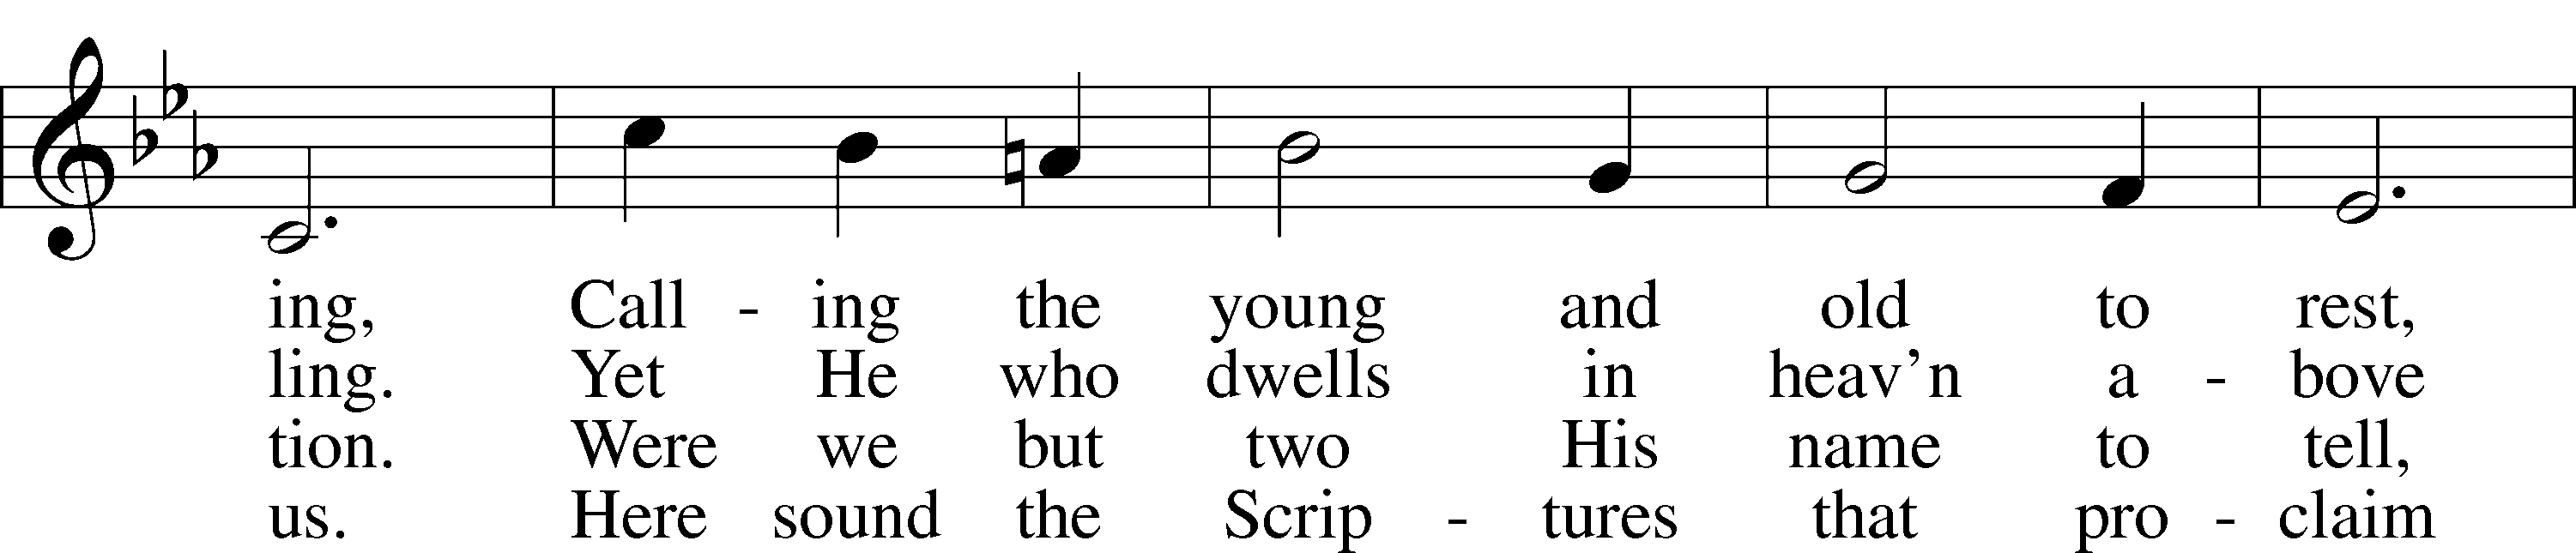 ing, Call - ing the young and old to rest,
ling. Yet He who dwells in heav’n a - bove
tion. Were we but two His name to tell,
us. Here sound the Scrip - tures that pro - claim